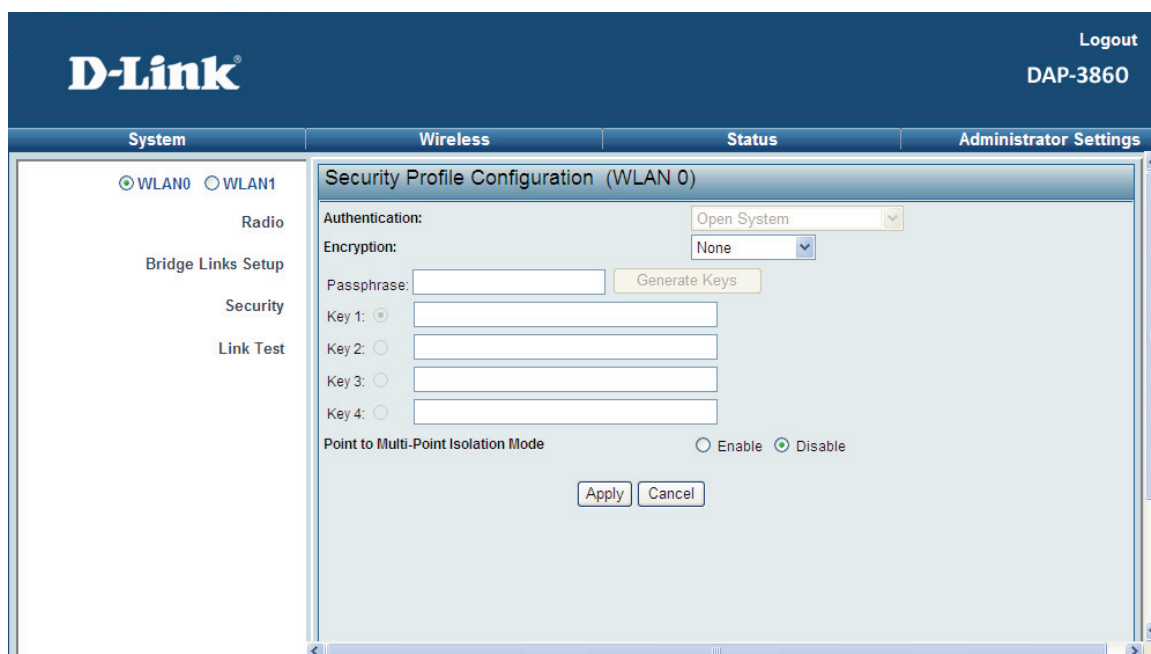 D-Link®
Logout
DAP-3860
System Wireless Status Administrator Settings
WLAN0 WLAN1
Radio
Bridge Links Setup
Security
Link Test
Security Profile Configuration (WLAN 0)
Authentication: Open System
Encryption: None
Passphrase: Generate Keys
Key 1:
Key 2:
Key 3:
Key 4:
Point to Multi-Point Isolation Mode Enable Disable
Apply Cancel